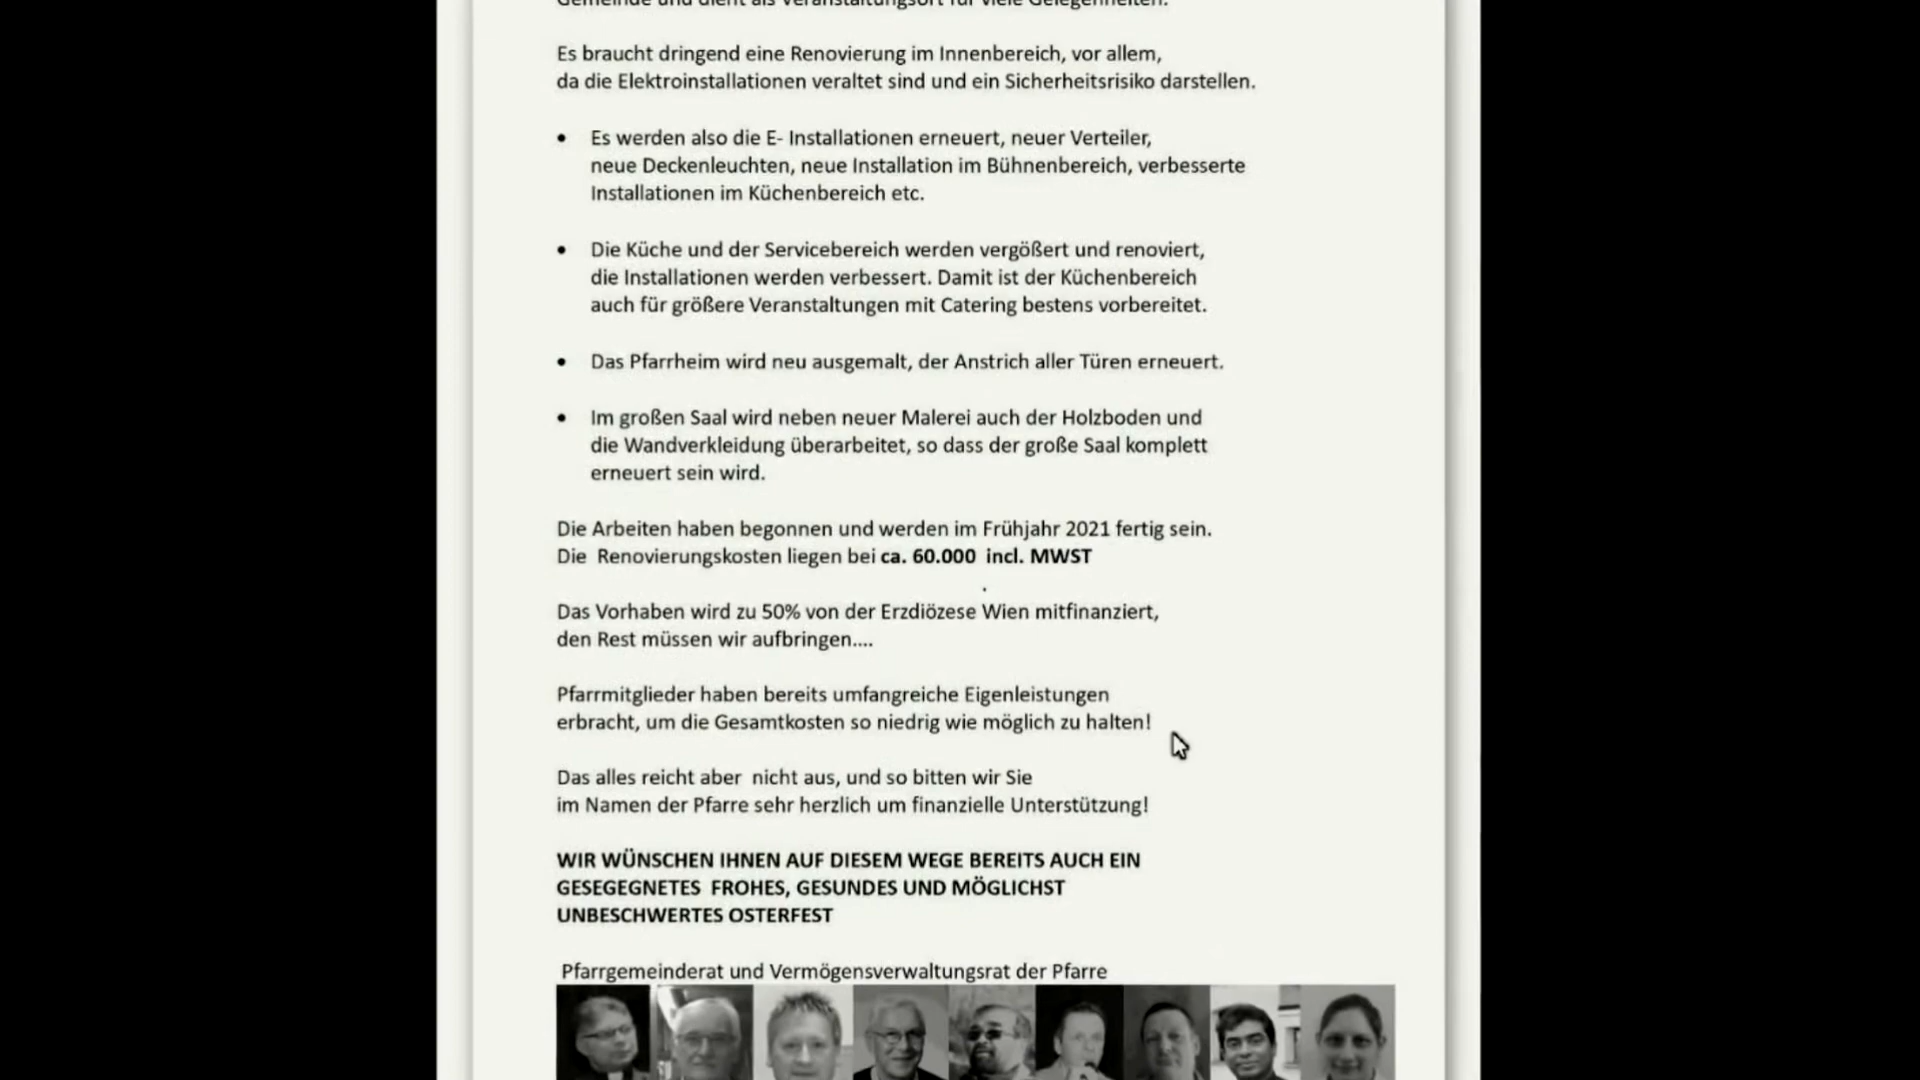 Gemeinde und dient als Veranstaltungsort für viele Gelegenheiten.
Es braucht dringend eine Renovierung im Innenbereich, vor allem,
da die Elektroinstallationen veraltet sind und ein Sicherheitsrisiko darstellen.
• Es werden also die E- Installationen erneuert, neuer Verteiler,
neue Deckenleuchten, neue Installation im Bühnenbereich, verbesserte
Installationen im Küchenbereich etc.
• Die Küche und der Servicebereich werden vergößert und renoviert,
die Installationen werden verbessert. Damit ist der Küchenbereich
auch für größere Veranstaltungen mit Catering bestens vorbereitet.
• Das Pfarrheim wird neu ausgemalt, der Anstrich aller Türen erneuert.
• Im großen Saal wird neben neuer Malerei auch der Holzboden und
die Wandverkleidung überarbeitet, so dass der große Saal komplett
erneuert sein wird.
Die Arbeiten haben begonnen und werden im Frühjahr 2021 fertig sein.
Die  Renovierungskosten liegen bei ca. 60.000  incl. MWST
.
Das Vorhaben wird zu 50% von der Erzdiözese Wien mitfinanziert,
den Rest müssen wir aufbringen....
Pfarrmitglieder haben bereits umfangreiche Eigenleistungen
erbracht, um die Gesamtkosten so niedrig wie möglich zu halten!
Das alles reicht aber  nicht aus, und so bitten wir Sie
im Namen der Pfarre sehr herzlich um finanzielle Unterstützung!
WIR WÜNSCHEN IHNEN AUF DIESEM WEGE BEREITS AUCH EIN
GESEGEGNETES  FROHES, GESUNDES UND MÖGLICHST
UNBESCHWERTES OSTERFEST
Pfarrgemeinderat und Vermögensverwaltungsrat der Pfarre